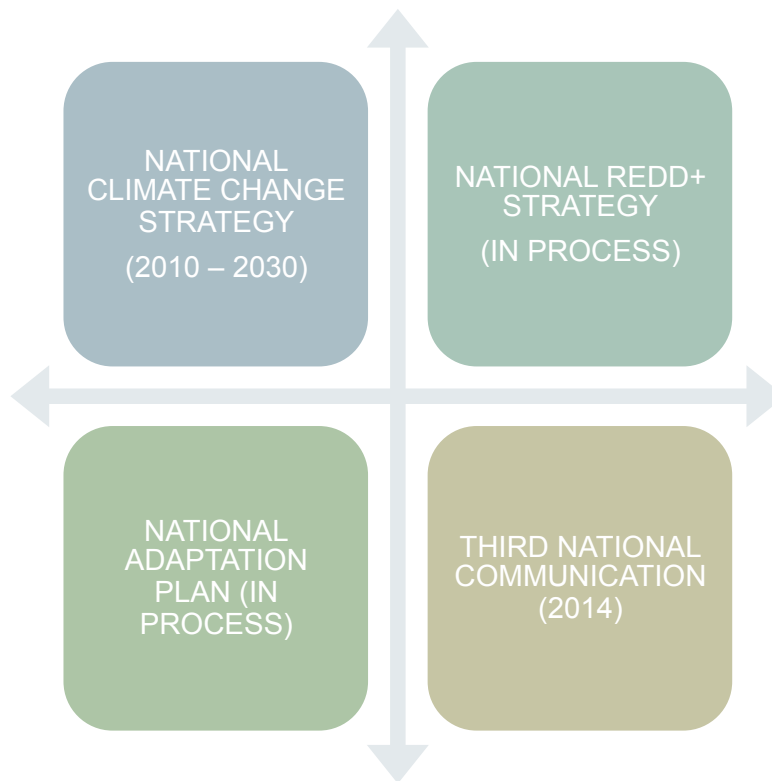 NATIONAL
CLIMATE CHANGE
STRATEGY
(2010 – 2030)
NATIONAL REDD+
STRATEGY
(IN PROCESS)
NATIONAL
ADAPTATION
PLAN (IN
PROCESS)
THIRD NATIONAL
COMMUNICATION
(2014)